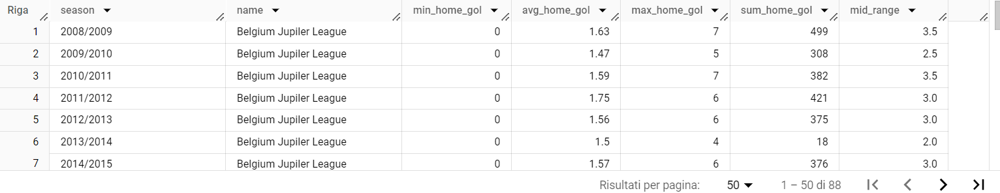 Riga season name min_home_gol avg_home_gol max_home_gol sum_home_gol mid_range
1 2008/2009 Belgium Jupiler League 0 1.63 7 499 3.5
2 2009/2010 Belgium Jupiler League 0 1.47 5 308 2.5
3 2010/2011 Belgium Jupiler League 0 1.59 7 382 3.5
4 2011/2012 Belgium Jupiler League 0 1.75 6 421 3.0
5 2012/2013 Belgium Jupiler League 0 1.56 6 375 3.0
6 2013/2014 Belgium Jupiler League 0 1.5 4 18 2.0
7 2014/2015 Belgium Jupiler League 0 1.57 6 376 3.0
Risultati per pagina: 50 1 – 50 di 88